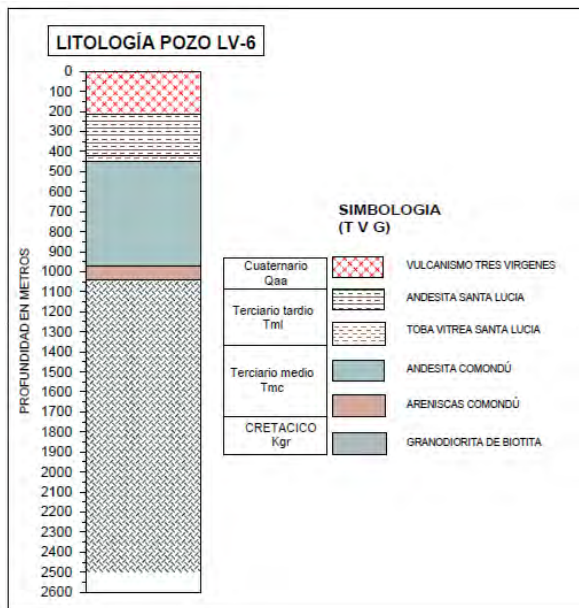 LITOLOGÍA POZO LV-6
PROFUNDIDAD EN METROS
0
100
200
300
400
500
600
700
800
900
1000
1100
1200
1300
1400
1500
1600
1700
1800
1900
2000
2100
2200
2300
2400
2500
2600
SIMBOLOGIA
(T V G)
Cuaternario
Qaa
VULCANISMO TRES VIRGENES
ANDESITA SANTA LUCIA
Terciario tardio
Tml
TOBA VITREA SANTA LUCIA
Terciario medio
Tmc
ANDESITA COMONDÚ
ARENISCAS COMONDÚ
CRETACICO
Kgr
GRANODIORITA DE BIOTITA